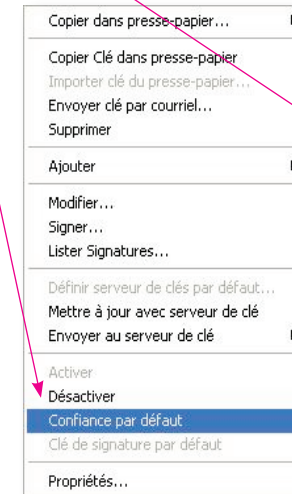 Copier dans presse-papier...
Copier Clé dans presse-papier
Importer clé du presse-papier...
Envoyer clé par courriel...
Supprimer
Ajouter
Modifier...
Signer...
Lister Signatures...
Définir serveur de clés par défaut...
Mettre à jour avec serveur de clé
Envoyer au serveur de clé
Activer
Désactiver
Confiance par défaut
Clé de signature par défaut
Propriétés...